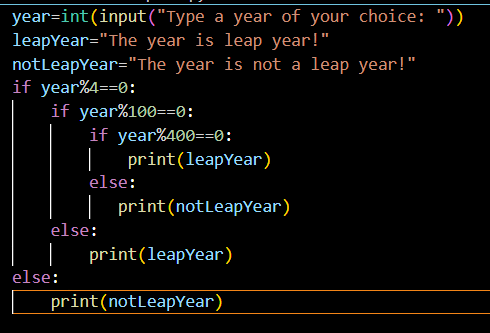 year=int(input("Type a year of your choice: "))
leapYear="The year is leap year!"
notLeapYear="The year is not a leap year!"
if year%4==0:
    if year%100==0:
        if year%400==0:
            print(leapYear)
        else:
           print(notLeapYear)
    else:
        print(leapYear)
else:
    print(notLeapYear)